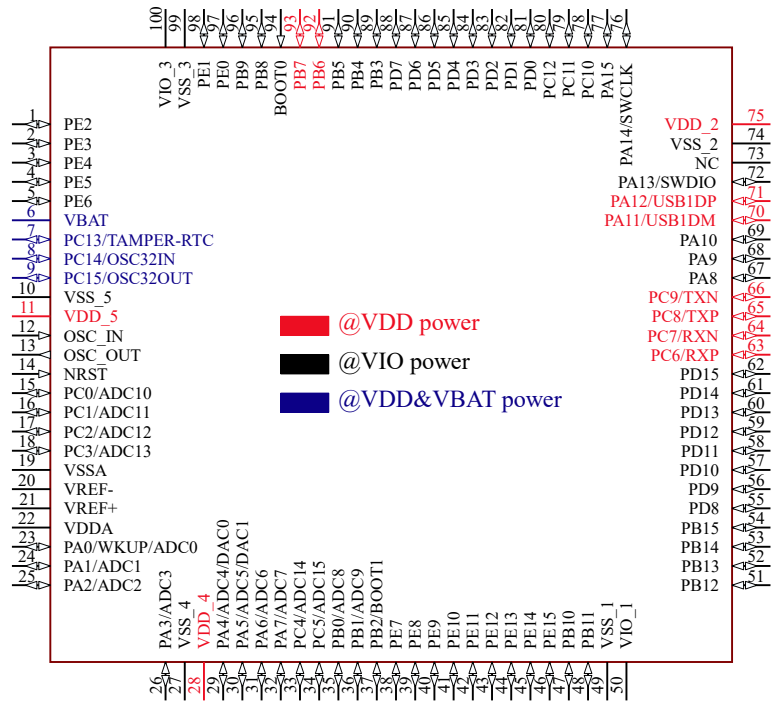 100 99 98 97 96 95 94 93 92 91 90 89 88 87 86 85 84 83 82 81 80 79 78 77 76
VIO_3
VSS_3
PE1
PE0
PB9
PB8
BOOT0
PB7
PB6
PB5
PB4
PB3
PD7
PD6
PD5
PD4
PD3
PD2
PD1
PD0
PC12
PC11
PC10
PA15
PA14/SWCLK
1 PE2
2 PE3
3 PE4
4 PE5
5 PE6
6 VBAT
7 PC13/TAMPER-RTC
8 PC14/OSC32IN
9 PC15/OSC32OUT
10 VSS_5
11 VDD_5
12 OSC_IN
13 OSC_OUT
14 NRST
15 PC0/ADC10
16 PC1/ADC11
17 PC2/ADC12
18 PC3/ADC13
19 VSSA
20 VREF-
21 VREF+
22 VDDA
23 PA0/WKUP/ADC0
24 PA1/ADC1
25 PA2/ADC2
@VDD power
@VIO power
@VDD&VBAT power
VDD_2 75
VSS_2 74
NC 73
PA13/SWDIO 72
PA12/USB1DP 71
PA11/USB1DM 70
PA10 69
PA9 68
PA8 67
PC9/TXN 66
PC8/TXP 65
PC7/RXN 64
PC6/RXP 63
PD15 62
PD14 61
PD13 60
PD12 59
PD11 58
PD10 57
PD9 56
PD8 55
PB15 54
PB14 53
PB13 52
PB12 51
PA3/ADC3
VSS_4
VDD_4
PA4/ADC4/DAC0
PA5/ADC5/DAC1
PA6/ADC6
PA7/ADC7
PC4/ADC14
PC5/ADC15
PB0/ADC8
PB1/ADC9
PB2/BOOT1
PE7
PE8
PE9
PE10
PE11
PE12
PE13
PE14
PE15
PB10
PB11
VSS_1
VIO_1
26 27 28 29 30 31 32 33 34 35 36 37 38 39 40 41 42 43 44 45 46 47 48 49 50